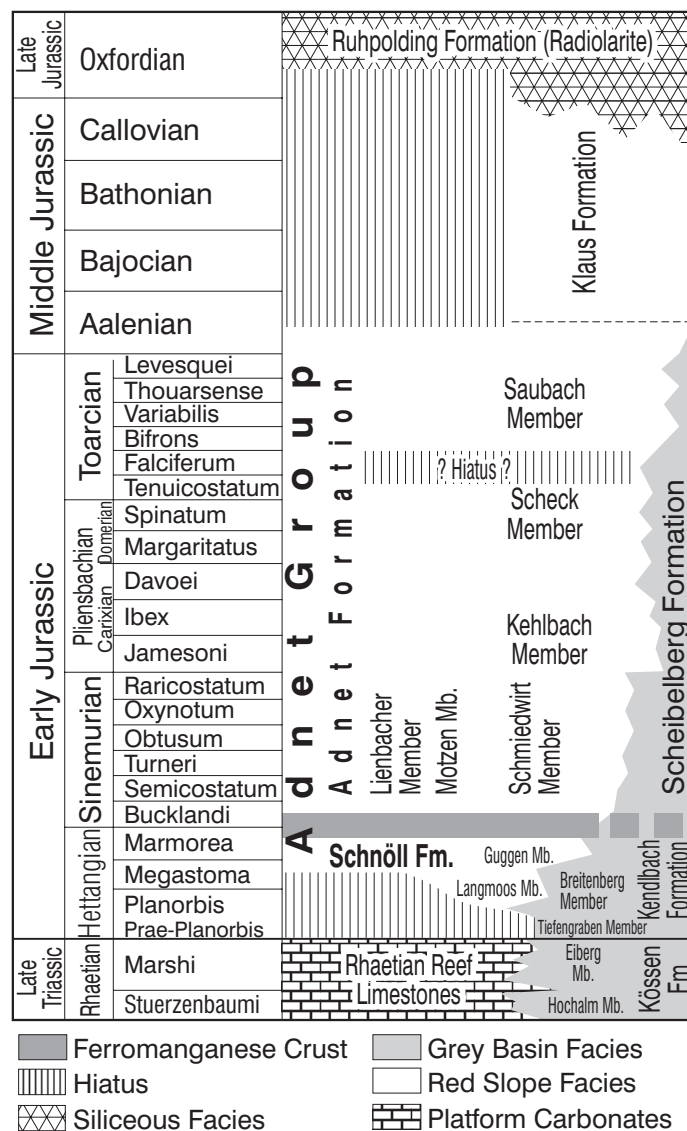 Late
Jurassic
Oxfordian
Ruhpolding Formation (Radiolarite)
Middle Jurassic
Callovian
Bathonian
Bajocian
Aalenian
Klaus Formation
Early Jurassic
Toarcian
Levesquei
Thouarsense
Variabilis
Bifrons
Falciferum
Tenuicostatum
Pliensbachian
Domerian
Carixian
Spinatum
Margaritatus
Davoei
Ibex
Jamesoni
Sinemurian
Raricostatum
Oxynotum
Obtusum
Turneri
Semicostatum
Bucklandi
Hettangian
Marmorea
Megastoma
Planorbis
Prae-Planorbis
Adnet Group
Adnet Formation
Saubach
Member
? Hiatus ?
Scheck
Member
Kehlbach
Member
Lienbacher
Member
Motzen Mb.
Schmiedwirt
Member
Scheibelberg Formation
Schnöll Fm.
Guggen Mb.
Langmoos Mb.
Breitenberg
Member
Tiefengraben Member
Kendlbach
Formation
Late
Triassic
Rhaetian
Marshi
Stuerzenbaumi
Rhaetian Reef
Limestones
Eiberg
Mb.
Hochalm Mb.
Kössen
Fm
Ferromanganese Crust
Grey Basin Facies
Hiatus
Red Slope Facies
Siliceous Facies
Platform Carbonates